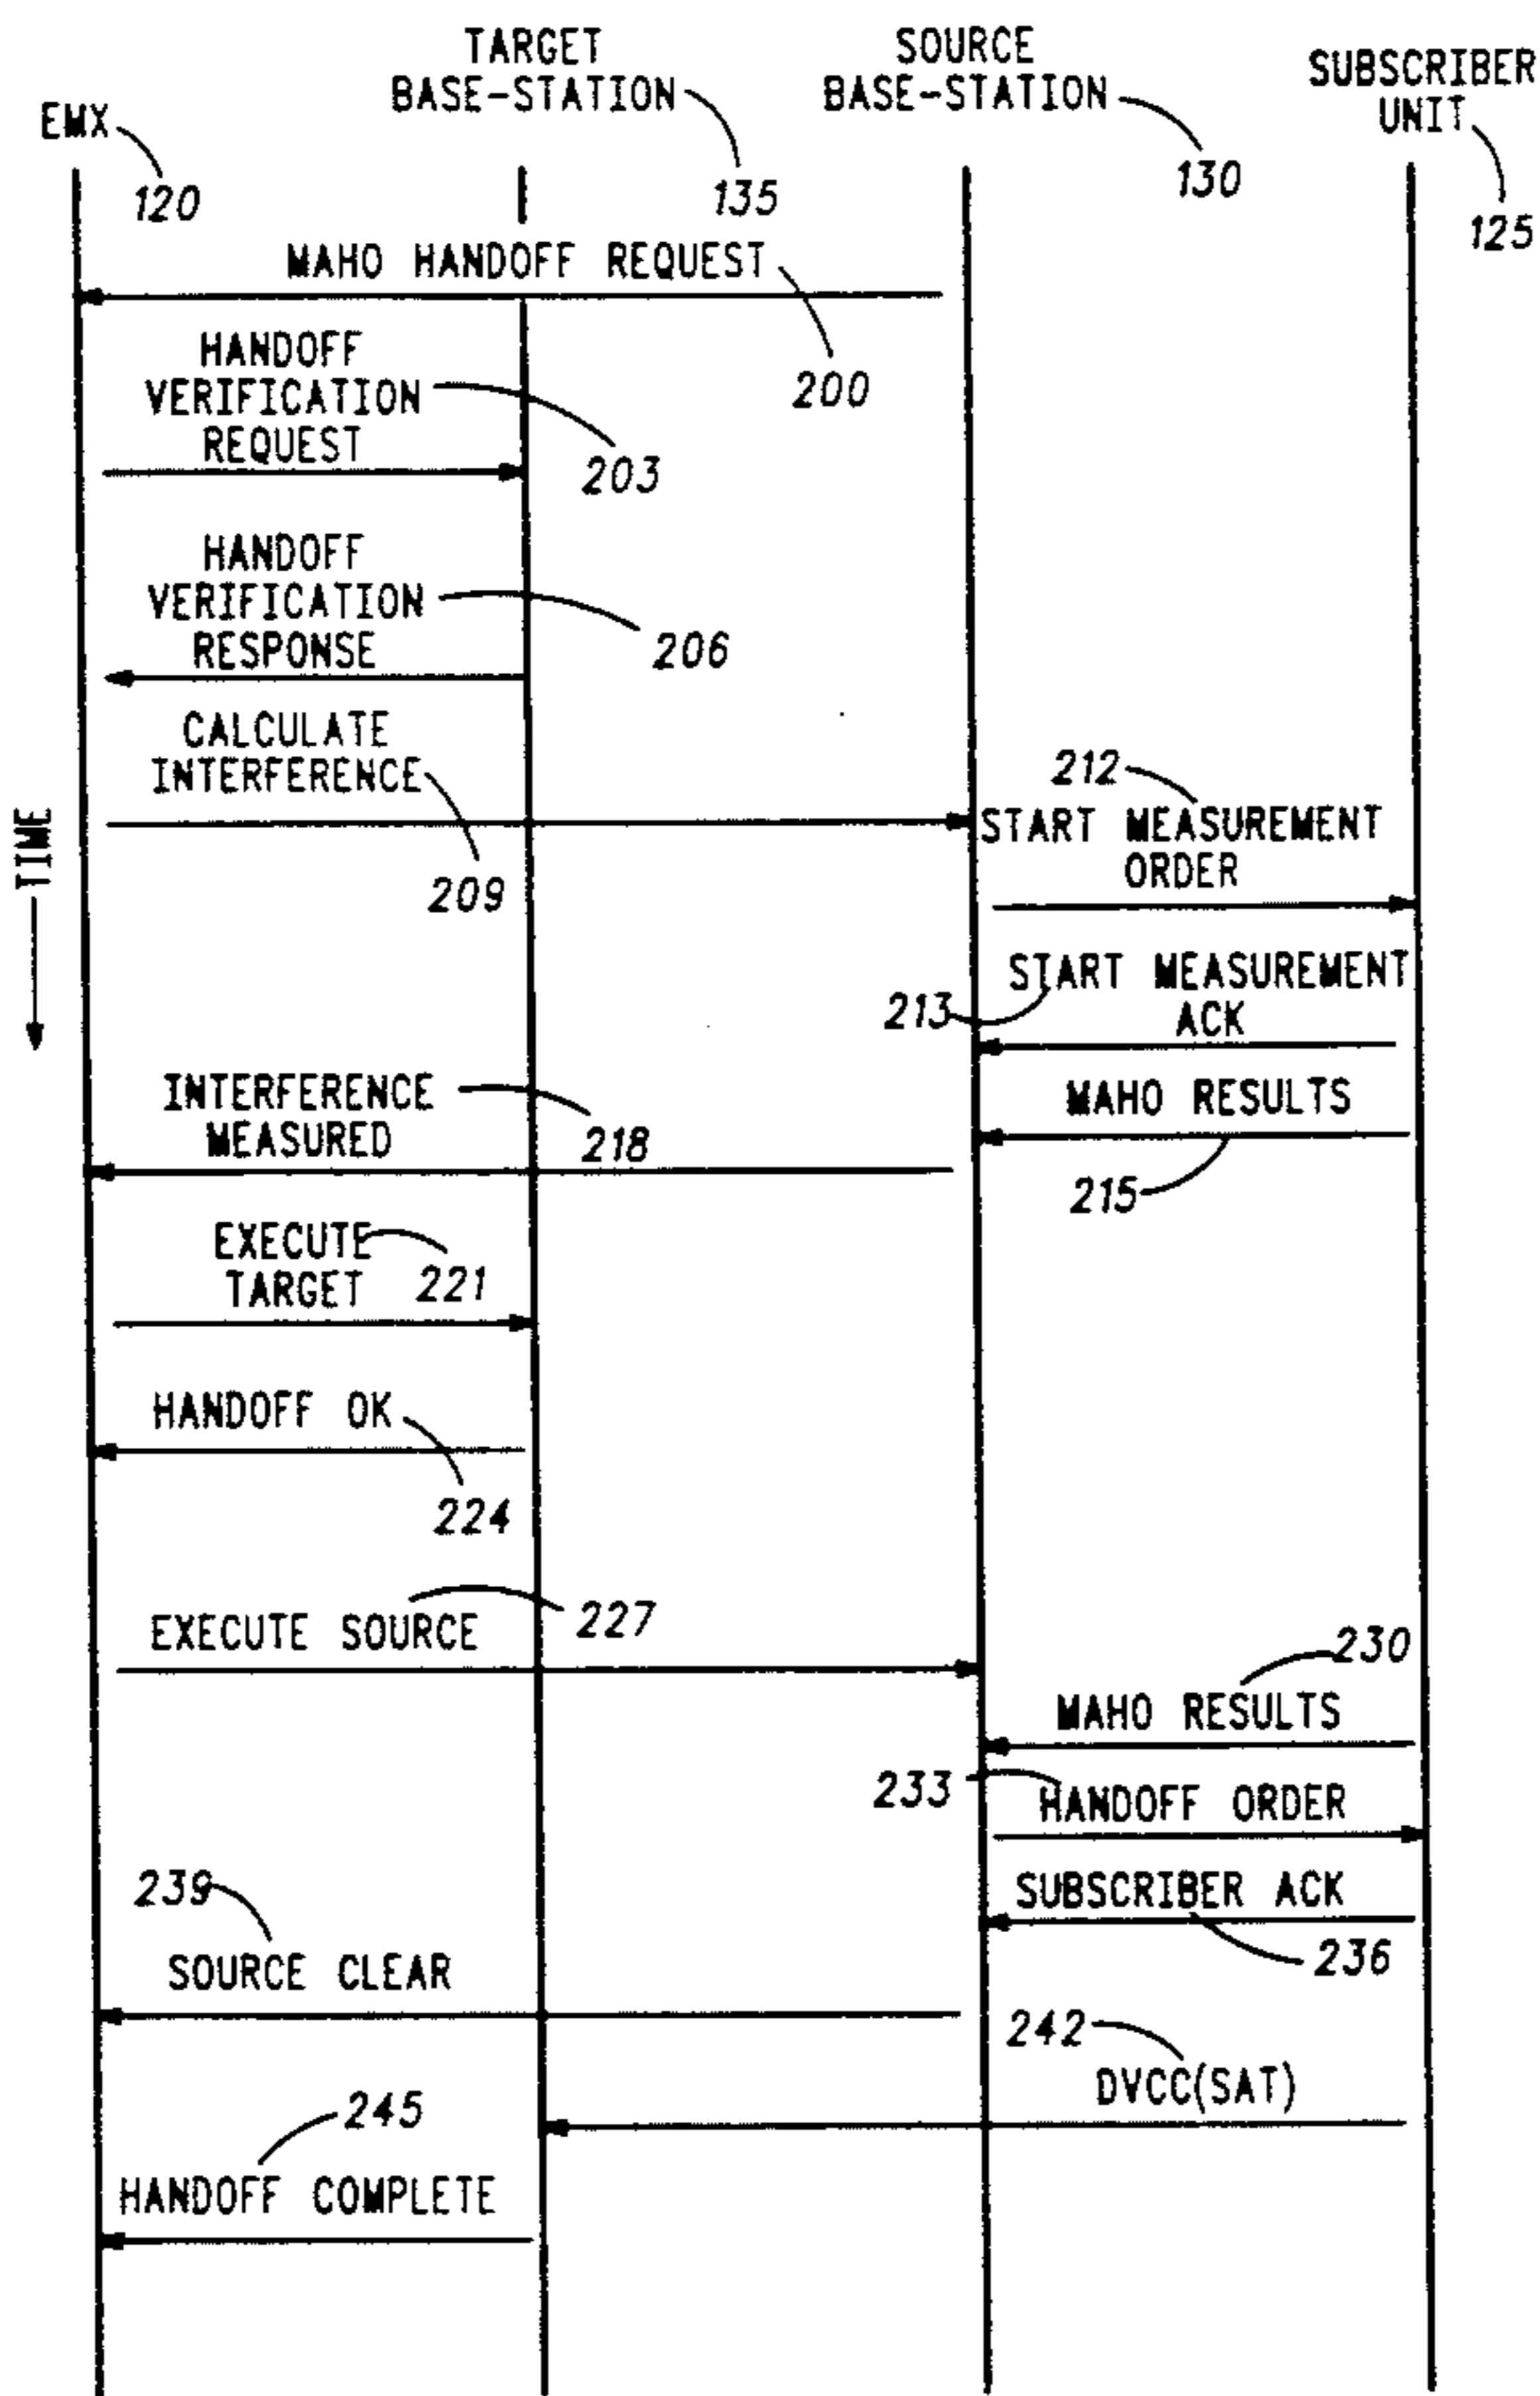 TARGET
BASE-STATION
135
SOURCE
BASE-STATION
130
SUBSCRIBER
UNIT
125
EMX
120
MAHO HANDOFF REQUEST
200
HANDOFF
VERIFICATION
REQUEST
203
HANDOFF
VERIFICATION
RESPONSE
206
CALCULATE
INTERFERENCE
209
TIME
212
START MEASUREMENT
ORDER
START MEASUREMENT
ACK
213
MAHO RESULTS
215
INTERFERENCE
MEASURED
218
EXECUTE
TARGET
221
HANDOFF OK
224
EXECUTE SOURCE
227
230
MAHO RESULTS
233
HANDOFF ORDER
SUBSCRIBER ACK
236
239
SOURCE CLEAR
242
DVCC(SAT)
245
HANDOFF COMPLETE